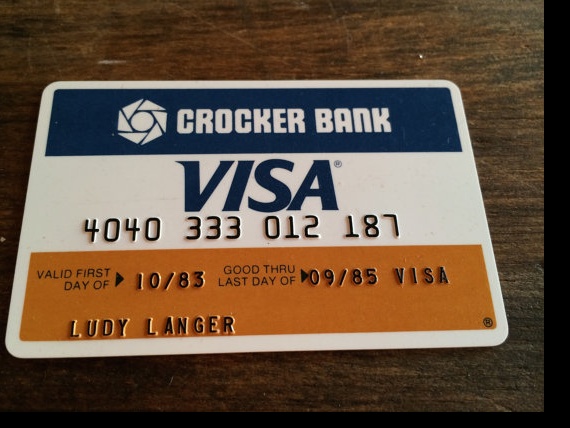 CROCKER BANK
VISA®
4040 333 012 187
VALID FIRST DAY OF ▶ 10/83 GOOD THRU LAST DAY OF ▶ 09/85 VISA
LUDY LANGER ®